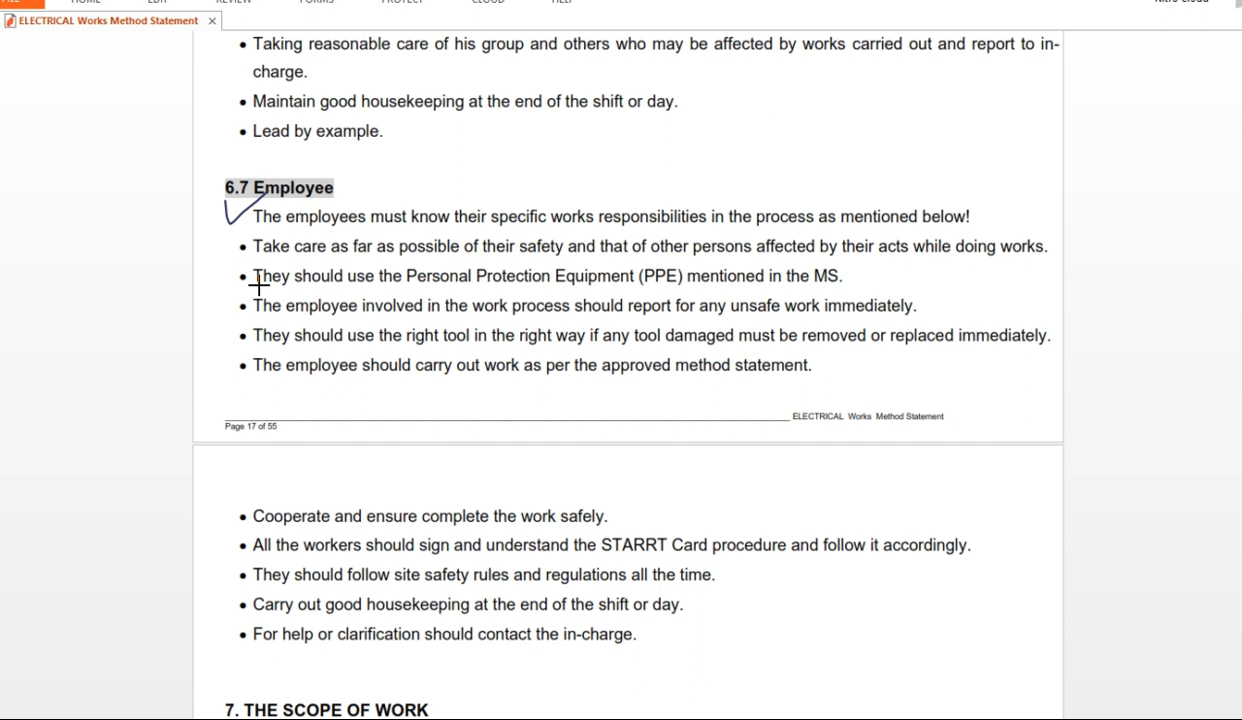 ELECTRICAL Works Method Statement
• Taking reasonable care of his group and others who may be affected by works carried out and report to in-
charge.
• Maintain good housekeeping at the end of the shift or day.
• Lead by example.
6.7 Employee
The employees must know their specific works responsibilities in the process as mentioned below!
• Take care as far as possible of their safety and that of other persons affected by their acts while doing works.
• They should use the Personal Protection Equipment (PPE) mentioned in the MS.
• The employee involved in the work process should report for any unsafe work immediately.
• They should use the right tool in the right way if any tool damaged must be removed or replaced immediately.
• The employee should carry out work as per the approved method statement.
ELECTRICAL Works Method Statement
Page 17 of 55
• Cooperate and ensure complete the work safely.
• All the workers should sign and understand the STARRT Card procedure and follow it accordingly.
• They should follow site safety rules and regulations all the time.
• Carry out good housekeeping at the end of the shift or day.
• For help or clarification should contact the in-charge.
7. THE SCOPE OF WORK